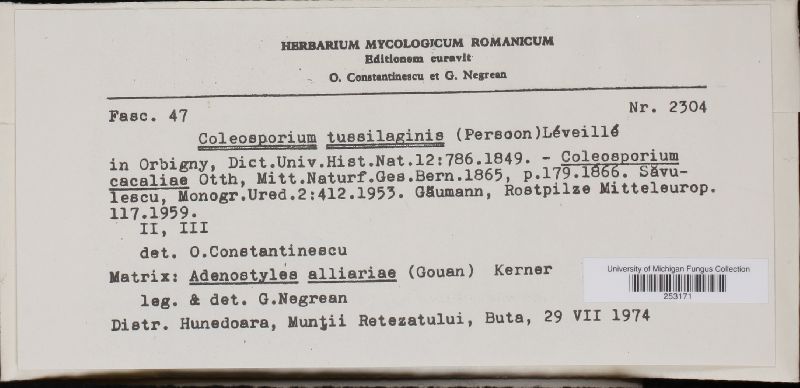 HERBARIUM MYCOLOGICUM ROMANICUM
Editionem curavit
O. Constantinescu et G. Negrean
Fasc. 47 Nr. 2304
Coleosporium tussilaginis (Persoon)Léveillé
in Orbigny, Dict.Univ.Hist.Nat.12:786.1849. - Coleosporium
cacaliae Otth, Mitt.Naturf.Ges.Bern.1865, p.179.1866. Săvu-
lescu, Monogr.Ured.2:412.1953. Gäumann, Rostpilze Mitteleurop.
117.1959.
II, III
det. O.Constantinescu
Matrix: Adenostyles alliariae (Gouan) Kerner
leg. & det. G.Negrean
Distr. Hunedoara, Munţii Retezatului, Buta, 29 VII 1974
University of Michigan Fungus Collection
253171